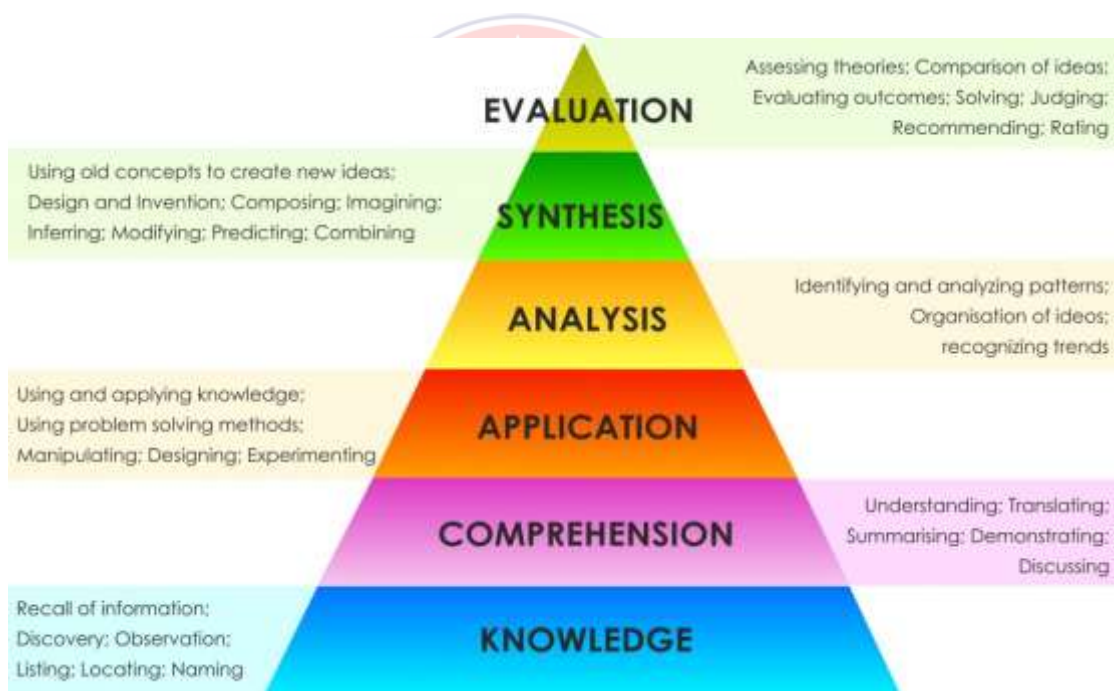 EVALUATION
Assessing theories; Comparison of ideas;
Evaluating outcomes; Solving; Judging;
Recommending; Rating
Using old concepts to create new ideas;
Design and Invention; Composing; Imagining;
Inferring; Modifying; Predicting; Combining
SYNTHESIS
ANALYSIS
Identifying and analyzing patterns;
Organisation of ideos;
recognizing trends
Using and applying knowledge;
Using problem solving methods;
Manipulating; Designing; Experimenting
APPLICATION
COMPREHENSION
Understanding; Translating;
Summarising; Demonstrating;
Discussing
Recall of information;
Discovery; Observation;
Listing; Locating; Naming
KNOWLEDGE